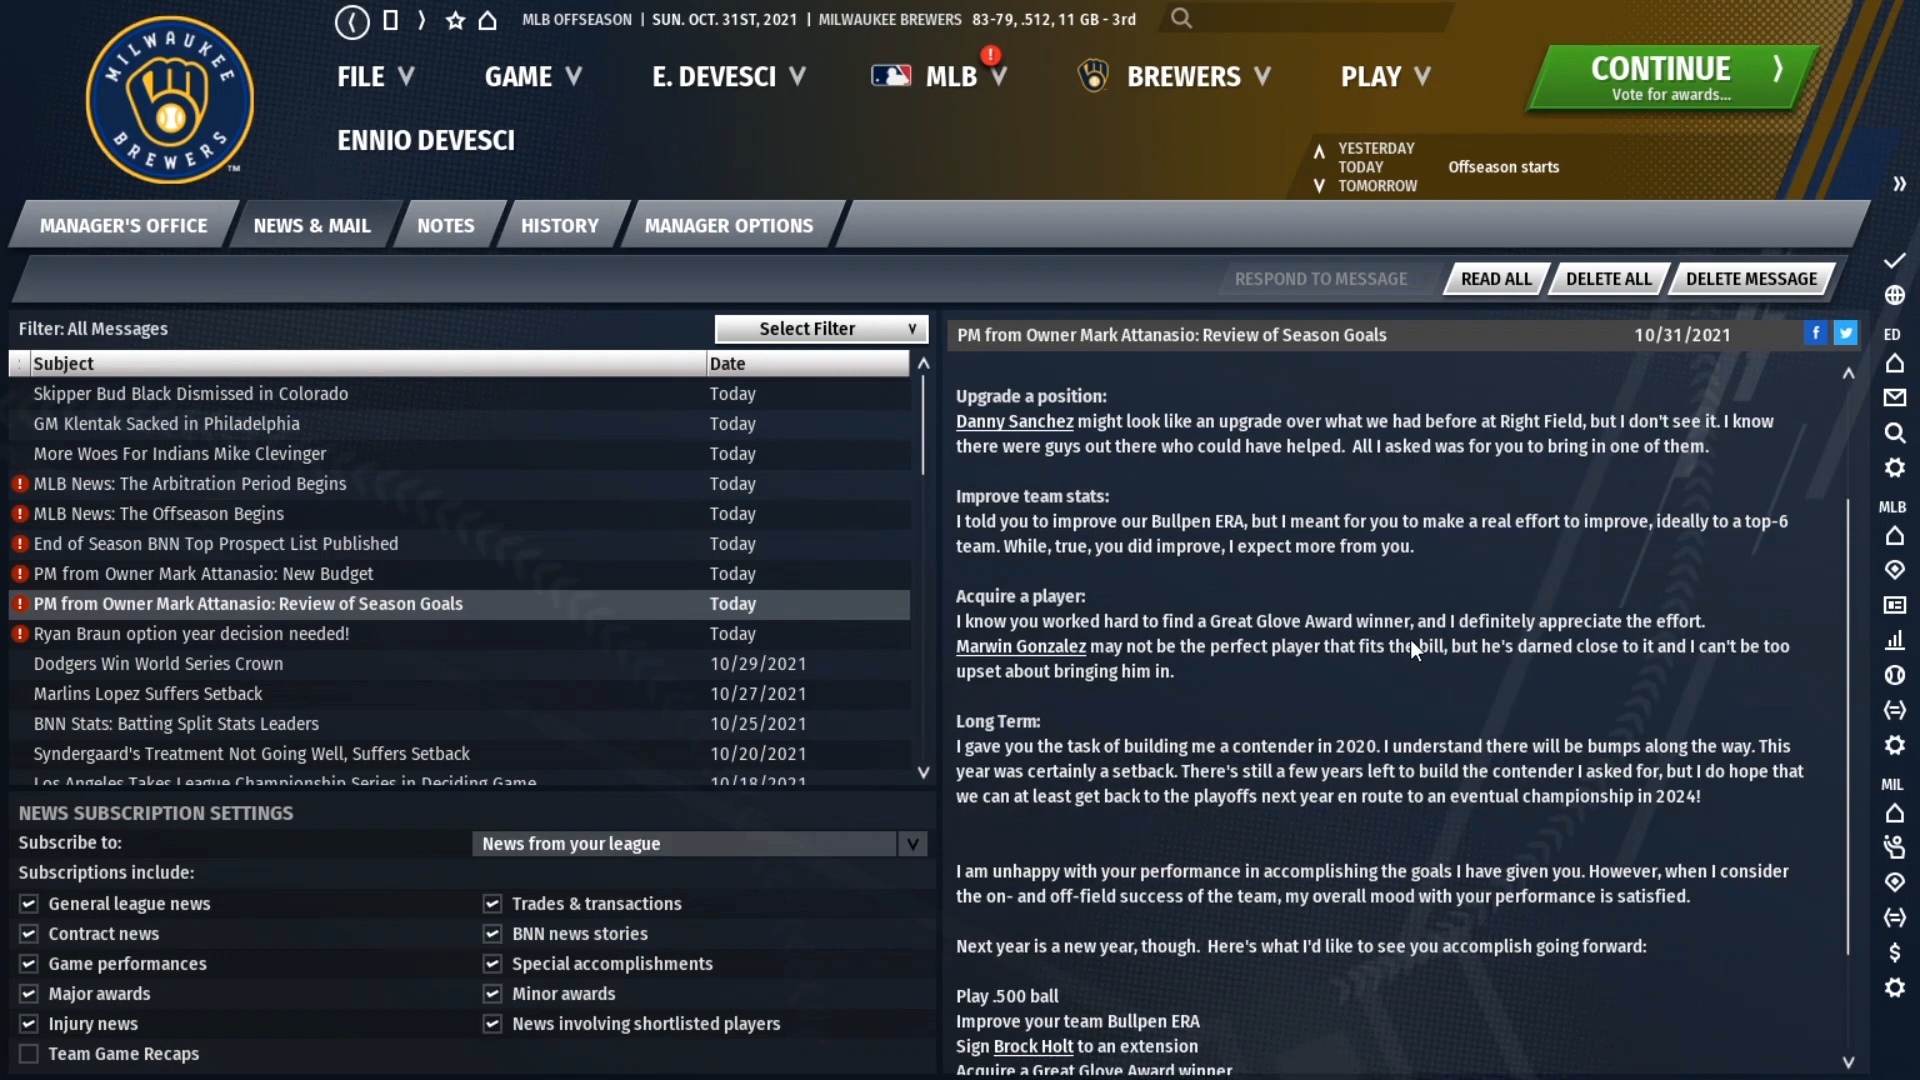 MILWAUKEE
BREWERS
TM
MLB OFFSEASON | SUN. OCT. 31ST, 2021 | MILWAUKEE BREWERS 83-79, .512, 11 GB - 3rd
FILE
GAME
E. DEVESCI
MLB
BREWERS
PLAY
CONTINUE
Vote for awards...
ENNIO DEVESCI
YESTERDAY
TODAY
TOMORROW
Offseason starts
MANAGER'S OFFICE
NEWS & MAIL
NOTES
HISTORY
MANAGER OPTIONS
RESPOND TO MESSAGE
READ ALL
DELETE ALL
DELETE MESSAGE
Filter: All Messages
Select Filter
Subject Date
Skipper Bud Black Dismissed in Colorado Today
GM Klentak Sacked in Philadelphia Today
More Woes For Indians Mike Clevinger Today
! MLB News: The Arbitration Period Begins Today
! MLB News: The Offseason Begins Today
! End of Season BNN Top Prospect List Published Today
! PM from Owner Mark Attanasio: New Budget Today
! PM from Owner Mark Attanasio: Review of Season Goals Today
! Ryan Braun option year decision needed! Today
Dodgers Win World Series Crown 10/29/2021
Marlins Lopez Suffers Setback 10/27/2021
BNN Stats: Batting Split Stats Leaders 10/25/2021
Syndergaard's Treatment Not Going Well, Suffers Setback 10/20/2021
Los Angeles Takes League Championship Series in Deciding Game 10/18/2021
NEWS SUBSCRIPTION SETTINGS
Subscribe to: News from your league
Subscriptions include:
General league news Trades & transactions
Contract news BNN news stories
Game performances Special accomplishments
Major awards Minor awards
Injury news News involving shortlisted players
Team Game Recaps
PM from Owner Mark Attanasio: Review of Season Goals 10/31/2021
Upgrade a position:
Danny Sanchez might look like an upgrade over what we had before at Right Field, but I don't see it. I know
there were guys out there who could have helped. All I asked was for you to bring in one of them.
Improve team stats:
I told you to improve our Bullpen ERA, but I meant for you to make a real effort to improve, ideally to a top-6
team. While, true, you did improve, I expect more from you.
Acquire a player:
I know you worked hard to find a Great Glove Award winner, and I definitely appreciate the effort.
Marwin Gonzalez may not be the perfect player that fits the bill, but he's darned close to it and I can't be too
upset about bringing him in.
Long Term:
I gave you the task of building me a contender in 2020. I understand there will be bumps along the way. This
year was certainly a setback. There's still a few years left to build the contender I asked for, but I do hope that
we can at least get back to the playoffs next year en route to an eventual championship in 2024!
I am unhappy with your performance in accomplishing the goals I have given you. However, when I consider
the on- and off-field success of the team, my overall mood with your performance is satisfied.
Next year is a new year, though. Here's what I'd like to see you accomplish going forward:
Play .500 ball
Improve your team Bullpen ERA
Sign Brock Holt to an extension
Acquire a Great Glove Award winner
ED
MLB
MIL